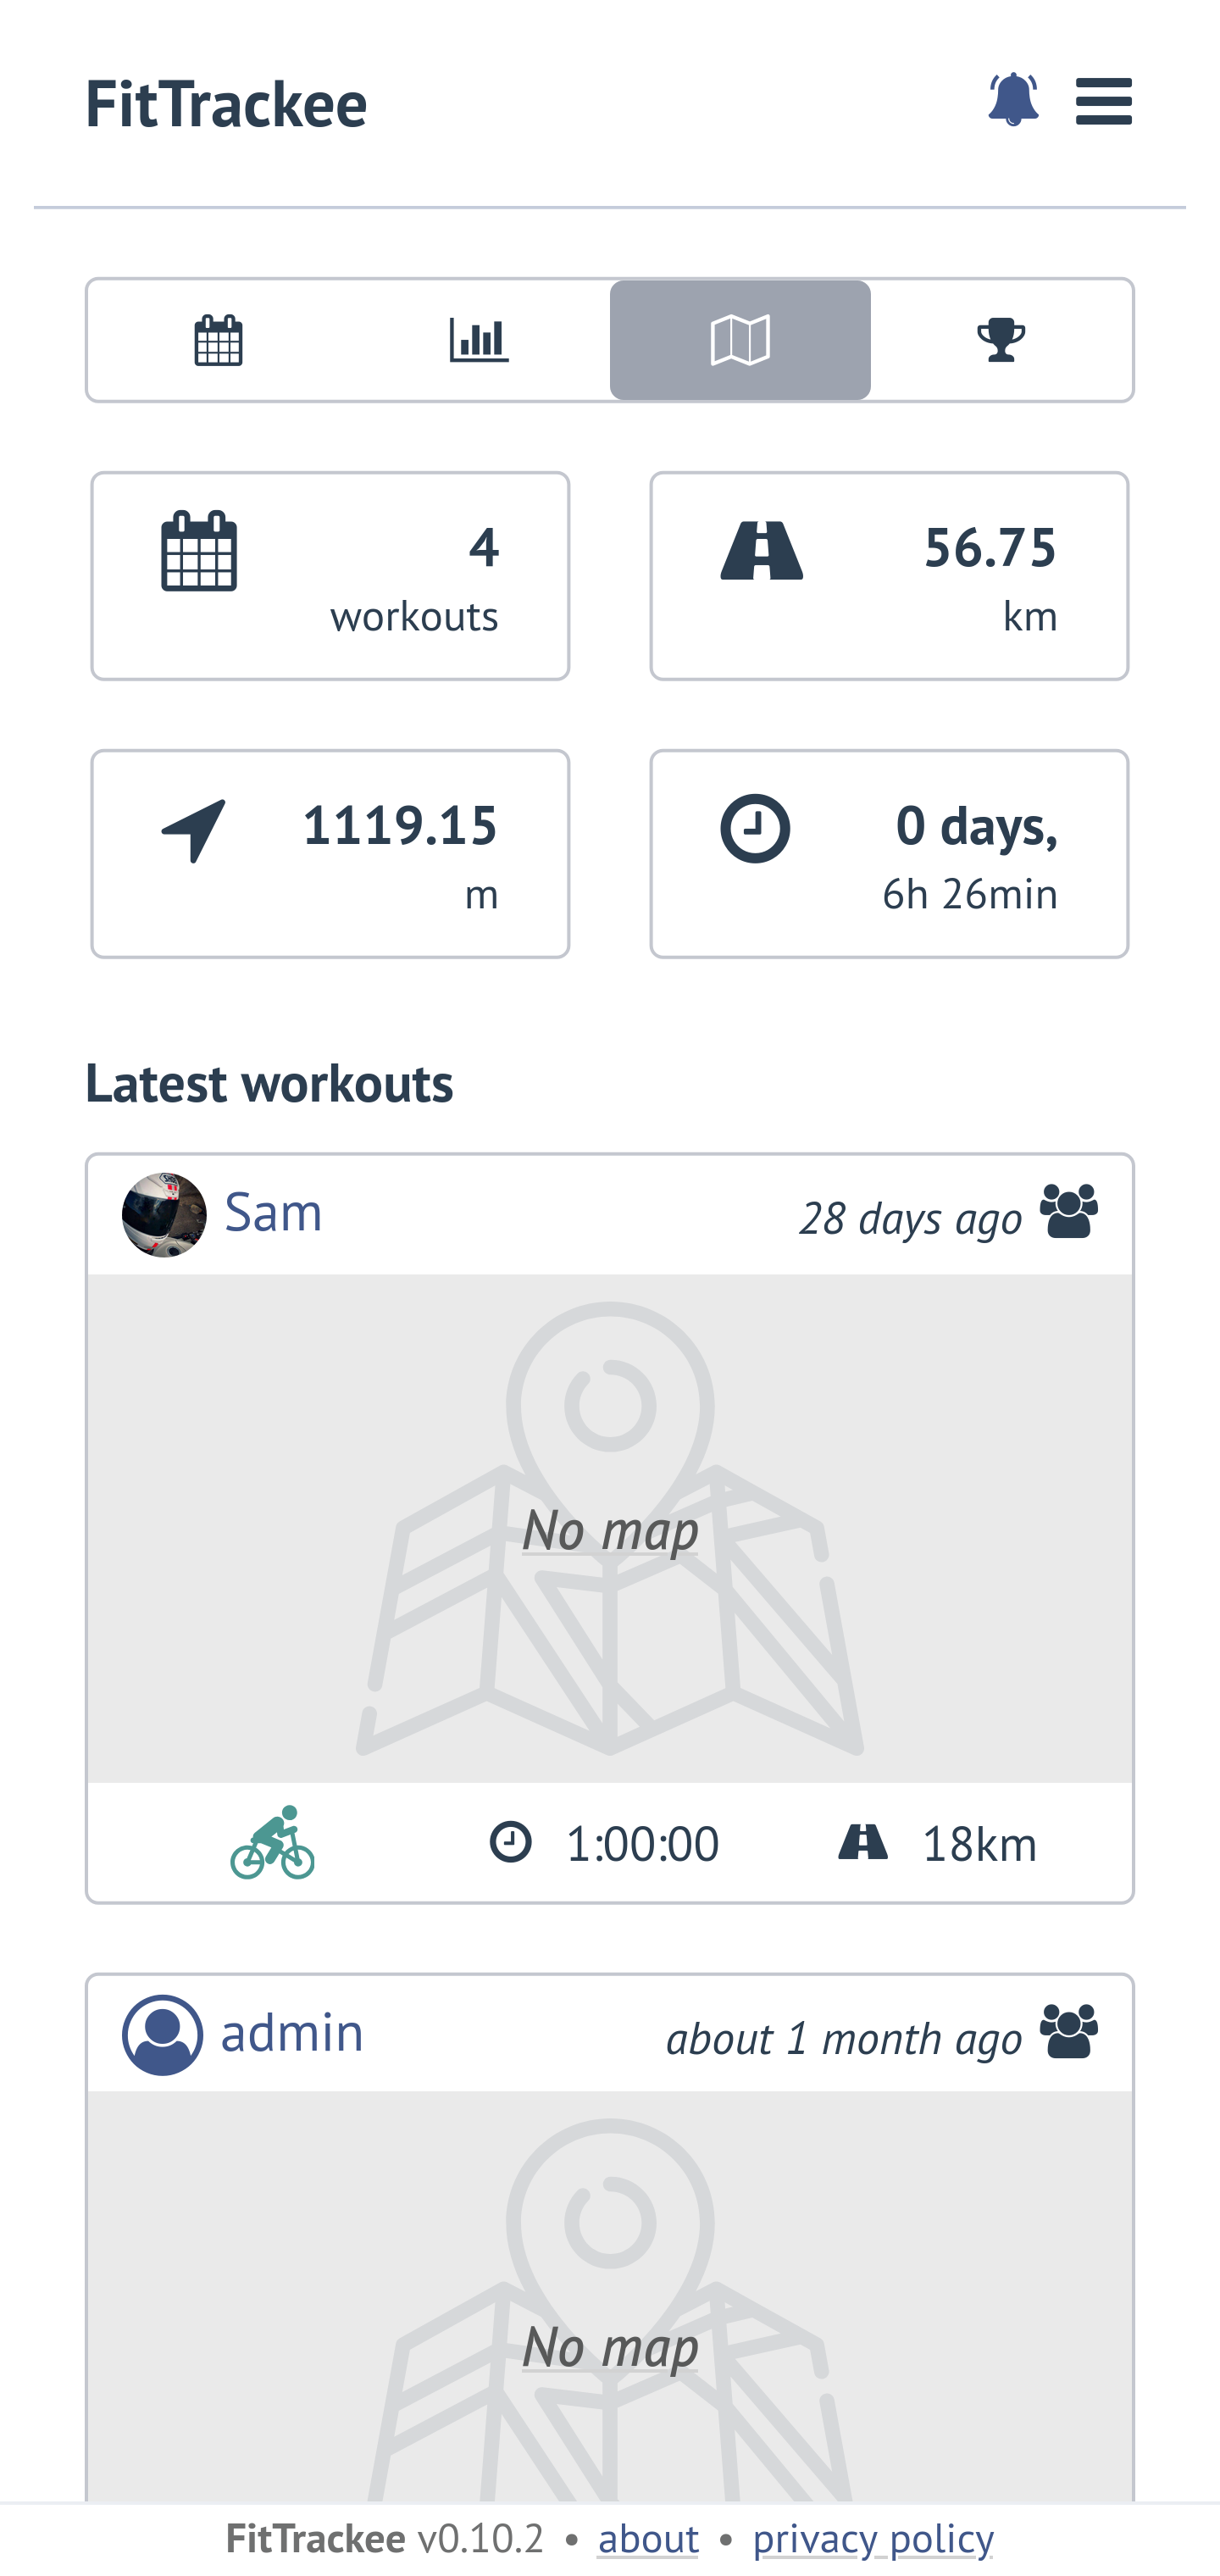 FitTrackee
4
workouts
56.75
km
1119.15
m
0 days,
6h 26min
Latest workouts
Sam 28 days ago
No map
1:00:00 18km
admin about 1 month ago
No map
FitTrackee v0.10.2 • about • privacy policy